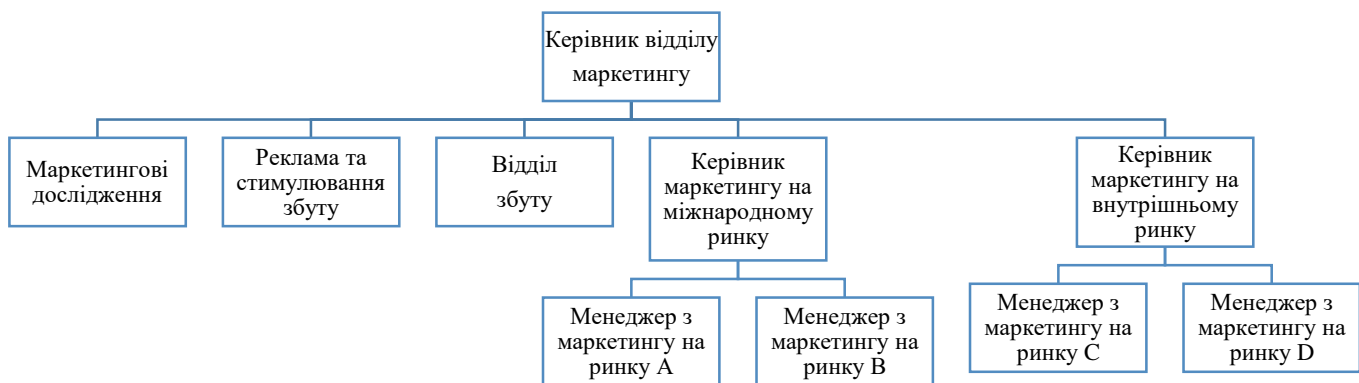 Керівник відділу
маркетингу
Маркетингові
дослідження
Реклама та
стимулювання
збуту
Відділ
збуту
Керівник
маркетингу на
міжнародному
ринку
Керівник
маркетингу на
внутрішньому
ринку
Менеджер з
маркетингу на
ринку A
Менеджер з
маркетингу на
ринку B
Менеджер з
маркетингу на
ринку C
Менеджер з
маркетингу на
ринку D